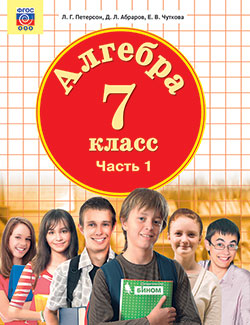 ФГОС
Л. Г. Петерсон, Д. Л. Абраров, Е. В. Чуткова
Алгебра
7
класс
Часть 1
БИНОМ